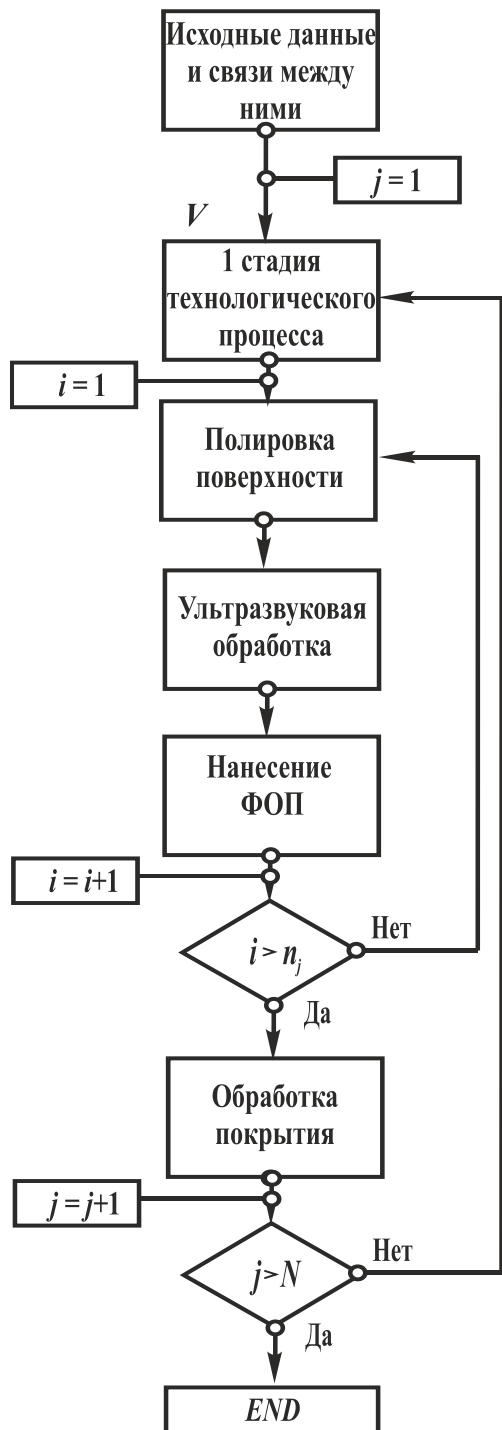 Исходные данные
и связи между
ними
j = 1
V
1 стадия
технологического
процесса
i = 1
Полировка
поверхности
Ультразвуковая
обработка
Нанесение
ФОП
i = i+1
Нет
i > nj
Да
Обработка
покрытия
j = j+1
Нет
j > N
Да
END